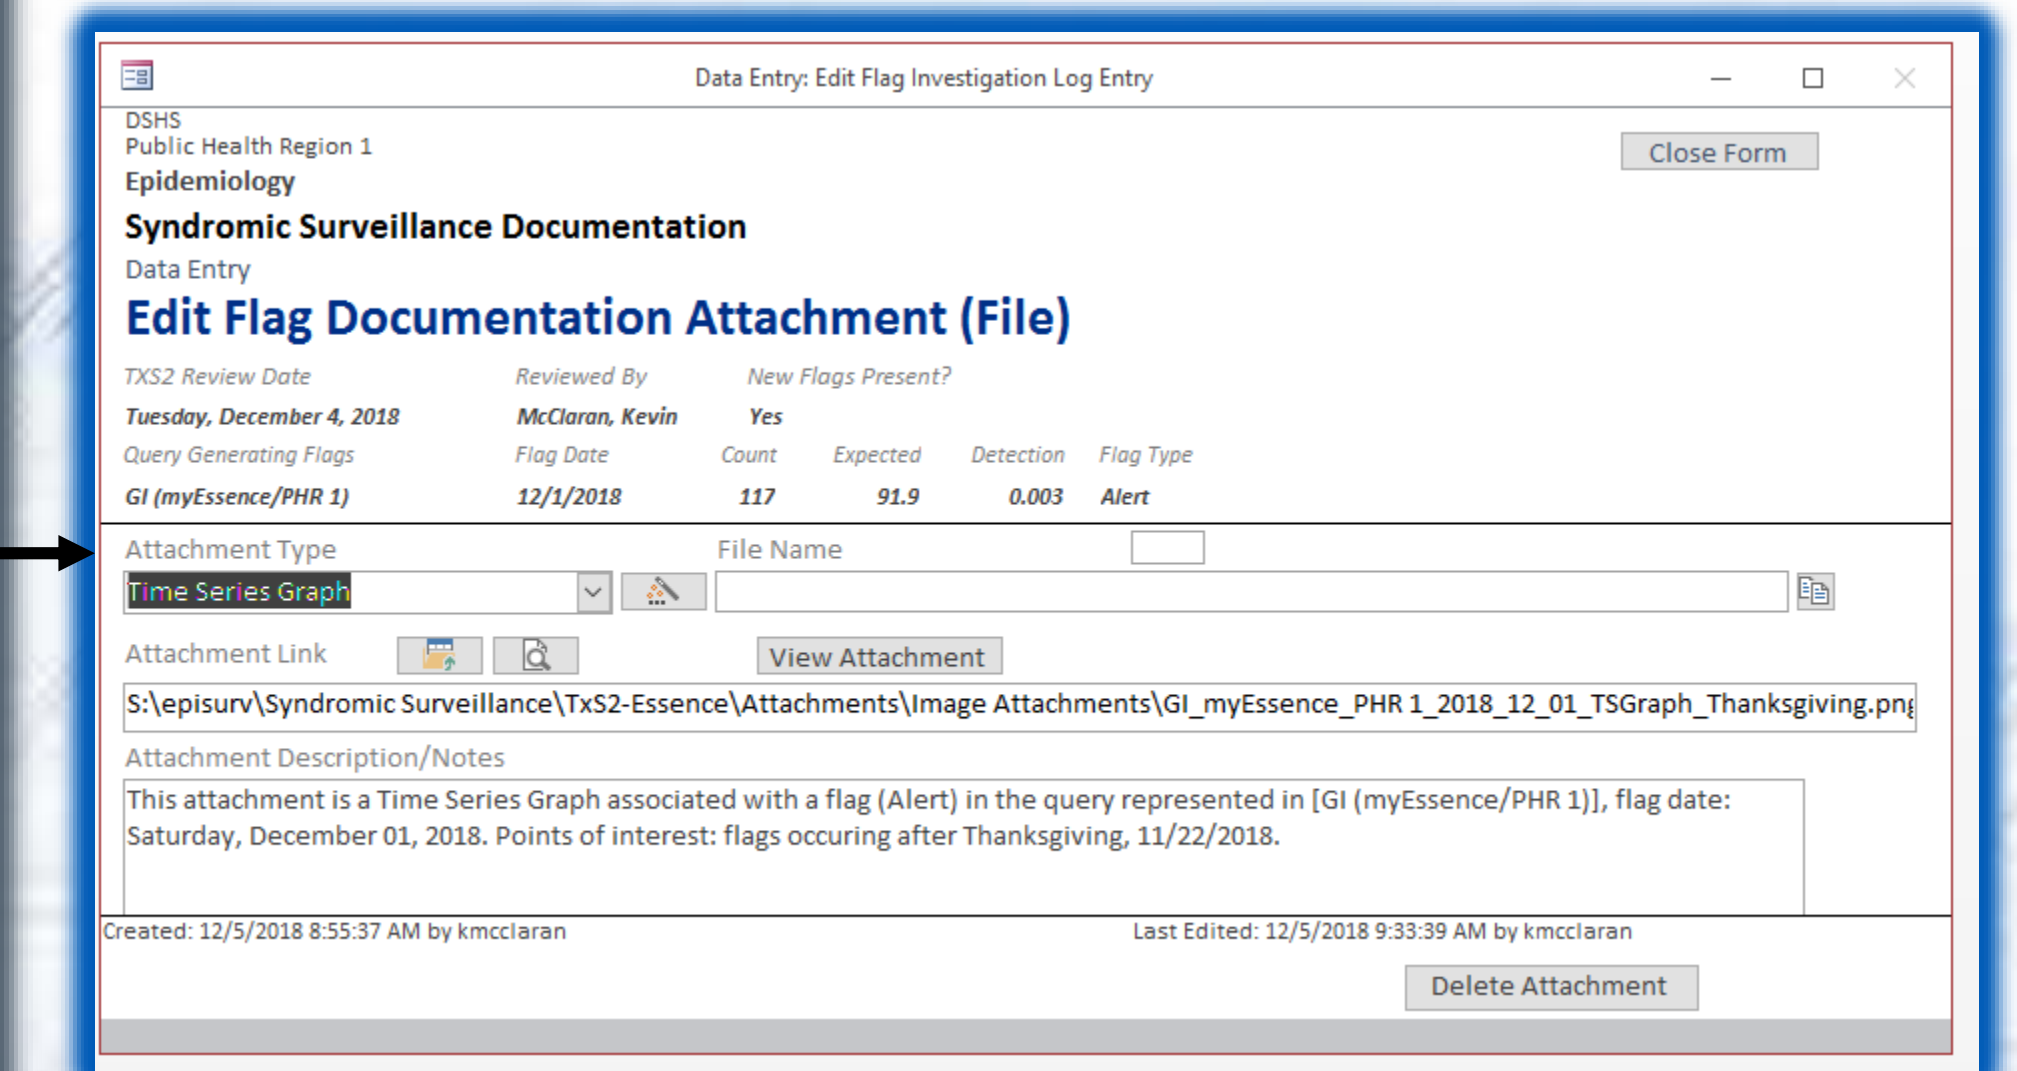 Data Entry: Edit Flag Investigation Log Entry
DSHS
Public Health Region 1
Close Form
Epidemiology
Syndromic Surveillance Documentation
Data Entry
Edit Flag Documentation Attachment (File)
TXS2 Review Date Reviewed By New Flags Present?
Tuesday, December 4, 2018 McClaran, Kevin Yes
Query Generating Flags Flag Date Count Expected Detection Flag Type
GI (myEssence/PHR 1) 12/1/2018 117 91.9 0.003 Alert
Attachment Type File Name
Time Series Graph
Attachment Link View Attachment
S:\episurv\Syndromic Surveillance\TxS2-Essence\Attachments\Image Attachments\GI_myEssence_PHR 1_2018_12_01_TSGraph_Thanksgiving.png
Attachment Description/Notes
This attachment is a Time Series Graph associated with a flag (Alert) in the query represented in [GI (myEssence/PHR 1)], flag date:
Saturday, December 01, 2018. Points of interest: flags occuring after Thanksgiving, 11/22/2018.
Created: 12/5/2018 8:55:37 AM by kmcclaran Last Edited: 12/5/2018 9:33:39 AM by kmcclaran
Delete Attachment